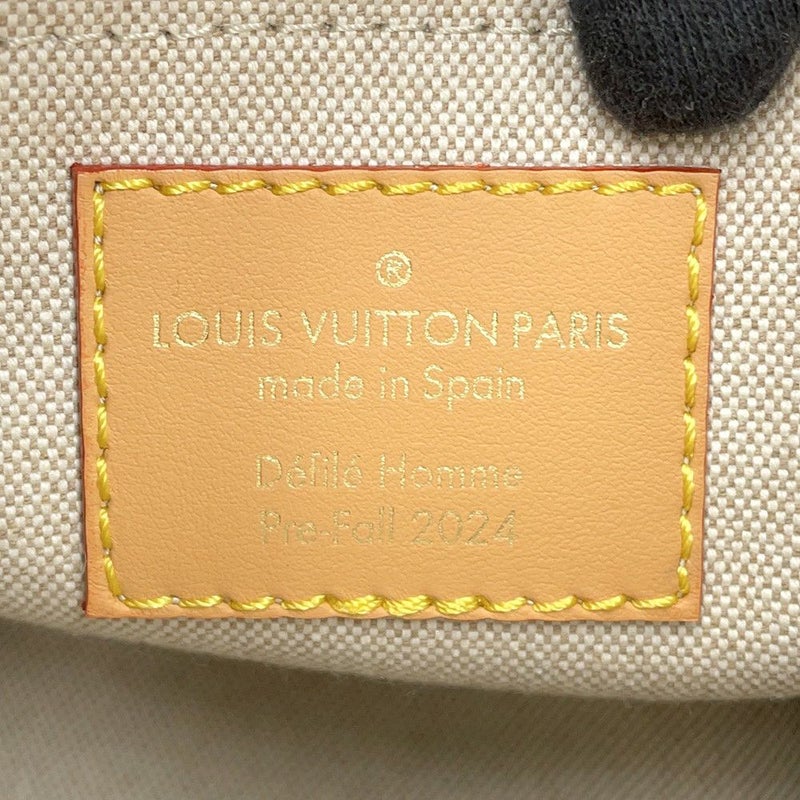 ®
LOUIS VUITTON PARIS
made in Spain
Défilé Homme
Pre-Fall 2024